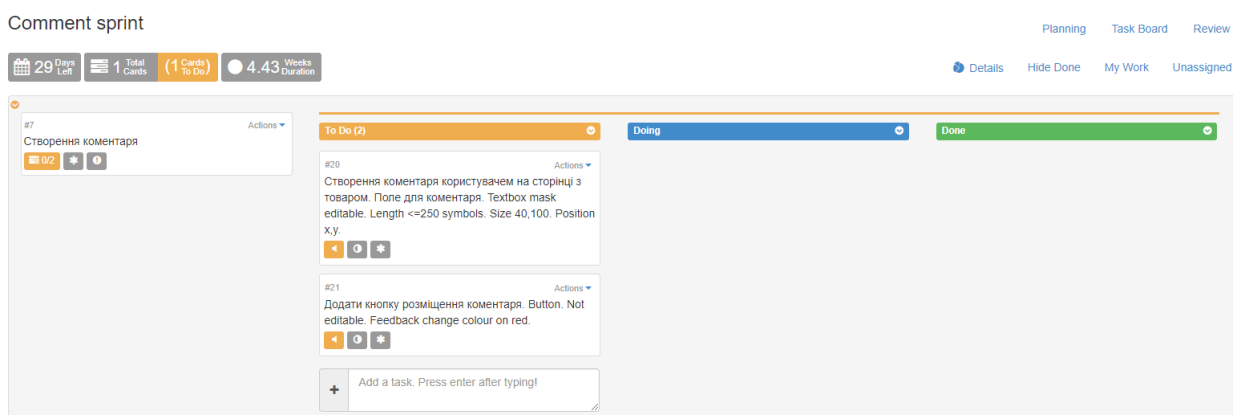 Comment sprint
Planning Task Board Review
29 Days Left 1 Total Cards (1 Cards To Do) 4.43 Weeks Duration
Details Hide Done My Work Unassigned
#7 Actions
Створення коментаря
0/2
To Do (2) Doing Done
#20 Actions
Створення коментаря користувачем на сторінці з
товаром. Поле для коментаря. Textbox mask
editable. Length <=250 symbols. Size 40,100. Position
x,y.
#21 Actions
Додати кнопку розміщення коментаря. Button. Not
editable. Feedback change colour on red.
Add a task. Press enter after typing!